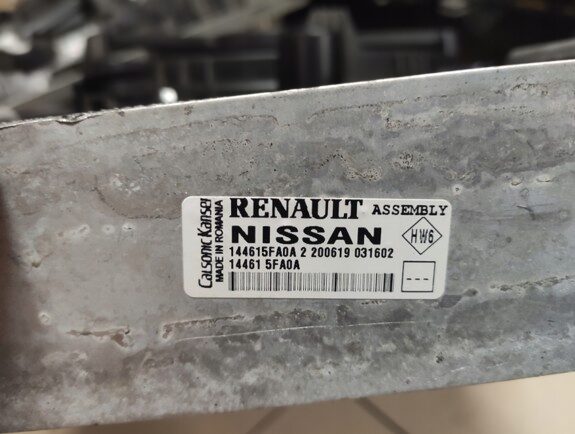 Calsonic Kansei
MADE IN ROMANIA
RENAULT ASSEMBLY
NISSAN
HW6
144615FA0A 2 200619 031602
14461 5FA0A
---